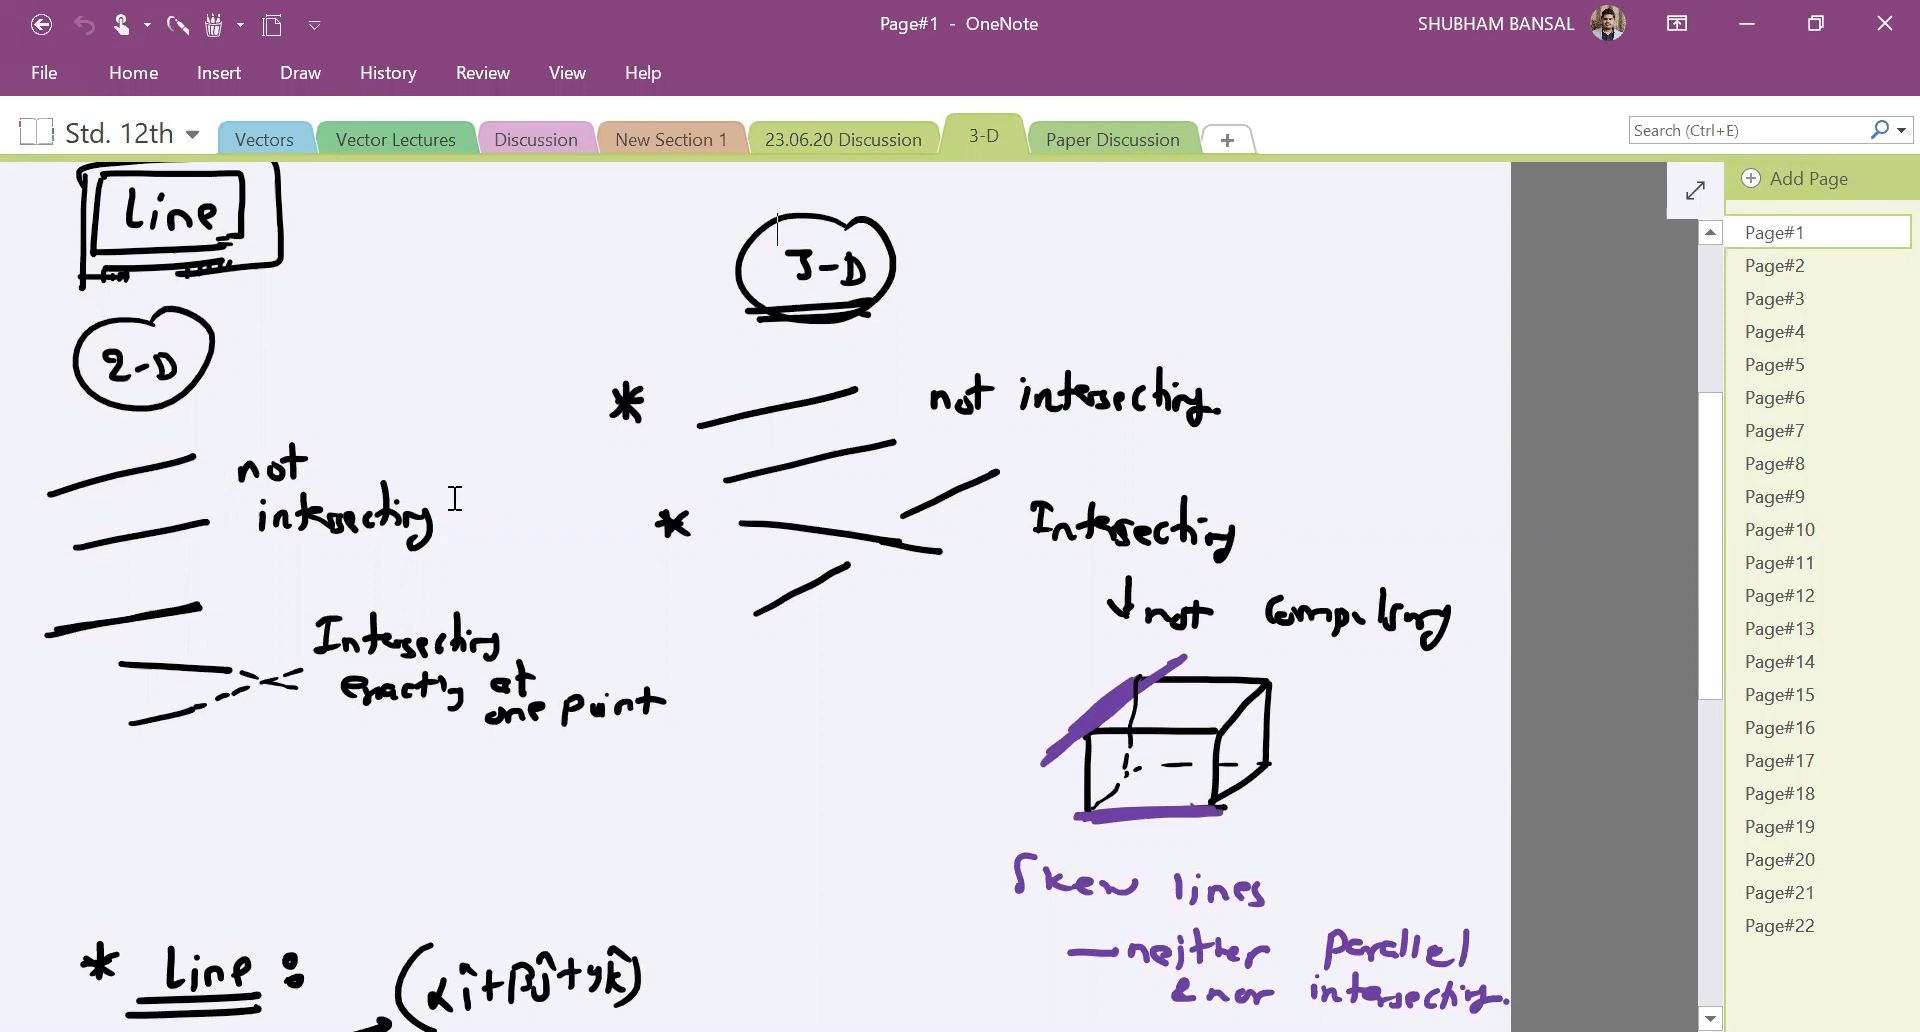 Page#1 - OneNote
SHUBHAM BANSAL
File Home Insert Draw History Review View Help
Std. 12th
Vectors
Vector Lectures
Discussion
New Section 1
23.06.20 Discussion
3-D
Paper Discussion
+
Search (Ctrl+E)
Add Page
Page#1
Page#2
Page#3
Page#4
Page#5
Page#6
Page#7
Page#8
Page#9
Page#10
Page#11
Page#12
Page#13
Page#14
Page#15
Page#16
Page#17
Page#18
Page#19
Page#20
Page#21
Page#22
Line
2-D
not
intersecting
Intersecting
exactly at
one point
3-D
* not intersecting.
* Intersecting
↓ not compulsory
Skew lines
— neither parallel
& nor intersecting.
* Line :
(αî+βĵ+γk̂)